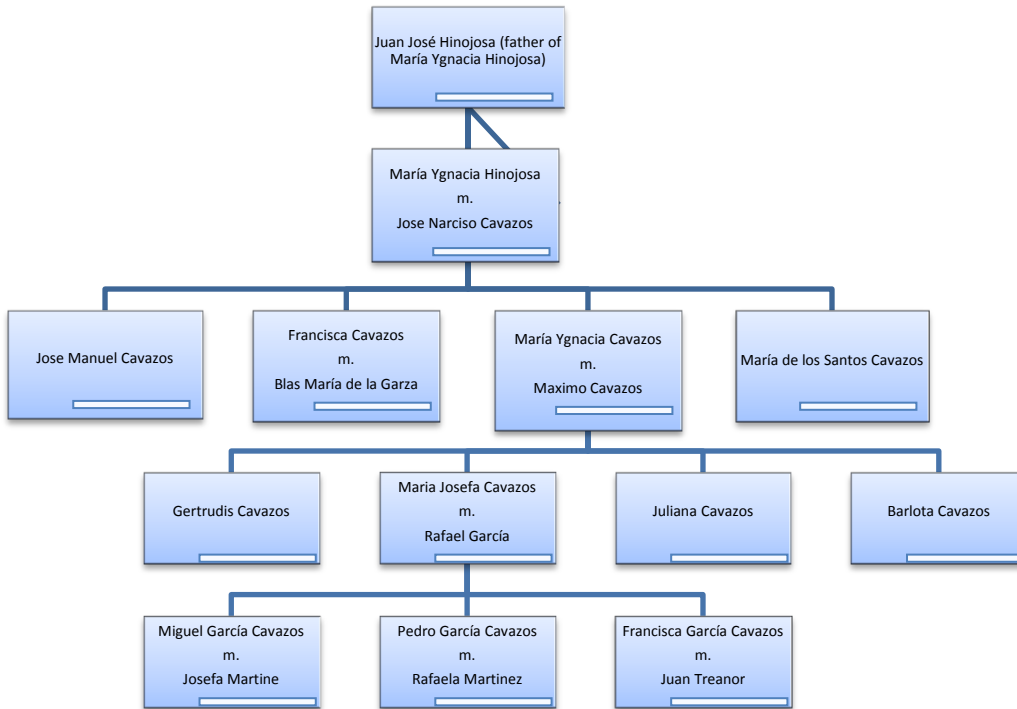 Juan José Hinojosa (father of
María Ygnacia Hinojosa)
María Ygnacia Hinojosa
m.
Jose Narciso Cavazos
Jose Manuel Cavazos
Francisca Cavazos
m.
Blas María de la Garza
María Ygnacia Cavazos
m.
Maximo Cavazos
María de los Santos Cavazos
Gertrudis Cavazos
Maria Josefa Cavazos
m.
Rafael García
Juliana Cavazos
Barlota Cavazos
Miguel García Cavazos
m.
Josefa Martine
Pedro García Cavazos
m.
Rafaela Martinez
Francisca García Cavazos
m.
Juan Treanor